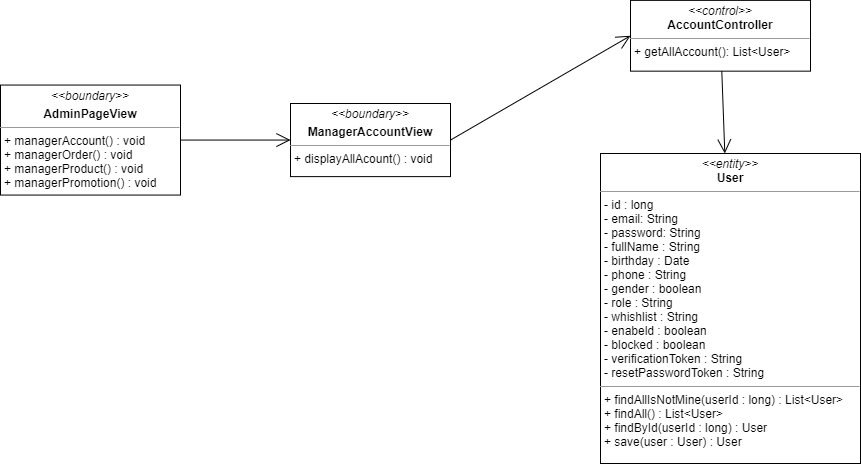 <<boundary>>
AdminPageView
+ managerAccount() : void
+ managerOrder() : void
+ managerProduct() : void
+ managerPromotion() : void
<<boundary>>
ManagerAccountView
+ displayAllAcount() : void
<<control>>
AccountController
+ getAllAccount(): List<User>
<<entity>>
User
- id : long
- email: String
- password: String
- fullName : String
- birthday : Date
- phone : String
- gender : boolean
- role : String
- whishlist : String
- enabeld : boolean
- blocked : boolean
- verificationToken : String
- resetPasswordToken : String
+ findAllIsNotMine(userId : long) : List<User>
+ findAll() : List<User>
+ findById(userId : long) : User
+ save(user : User) : User